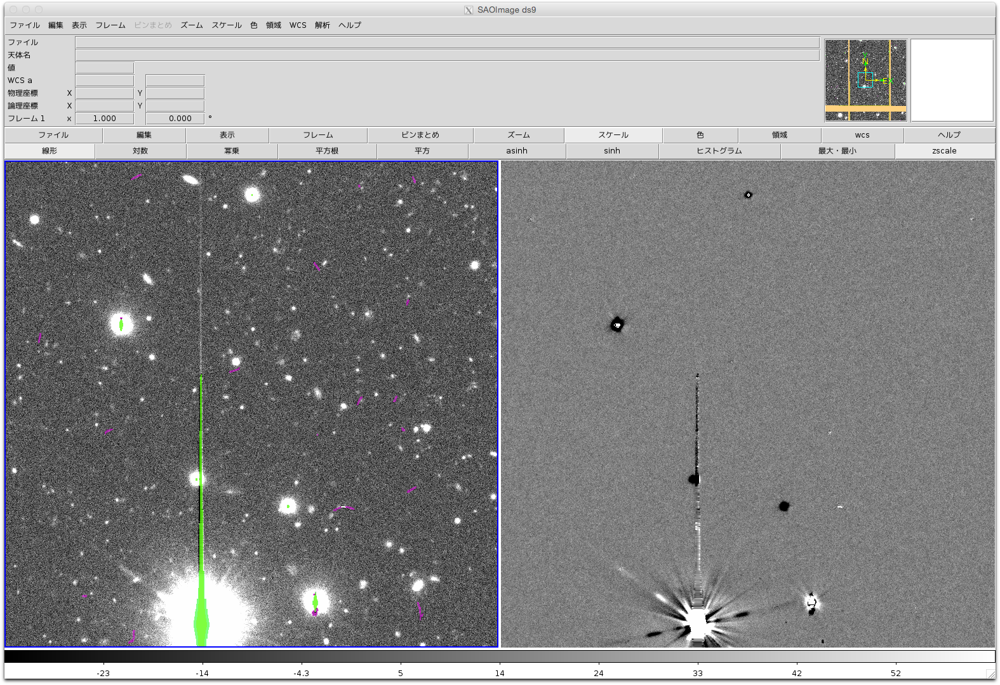 SAOImage ds9
ファイル 編集 表示 フレーム ビンまとめ ズーム スケール 色 領域 WCS 解析 ヘルプ
ファイル
天体名
値
WCS a
物理座標 X Y
論理座標 X Y
フレーム 1 x 1.000 0.000 °
ファイル 編集 表示 フレーム ビンまとめ ズーム スケール 色 領域 wcs ヘルプ
線形 対数 冪乗 平方根 平方 asinh sinh ヒストグラム 最大・最小 zscale
-23 -14 -4.3 5 14 24 33 42 52